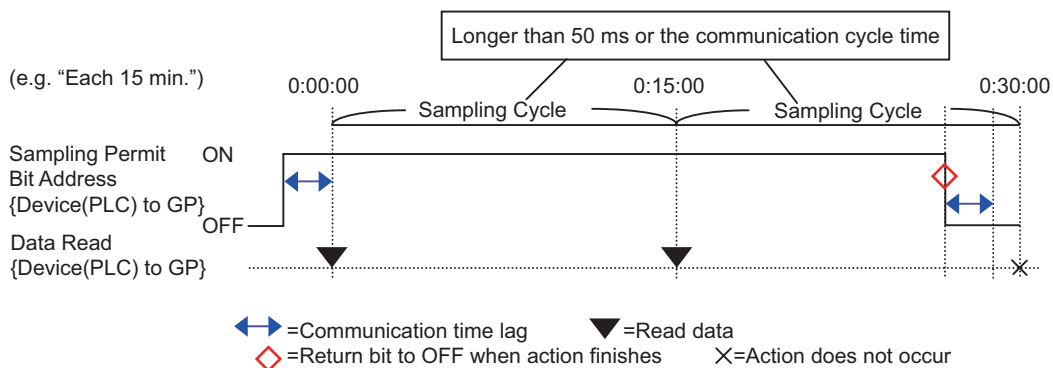 Longer than 50 ms or the communication cycle time
(e.g. “Each 15 min.”)
0:00:00 0:15:00 0:30:00
Sampling Cycle Sampling Cycle
Sampling Permit ON
Bit Address
{Device(PLC) to GP}
OFF
Data Read
{Device(PLC) to GP}
=Communication time lag =Read data
=Return bit to OFF when action finishes =Action does not occur